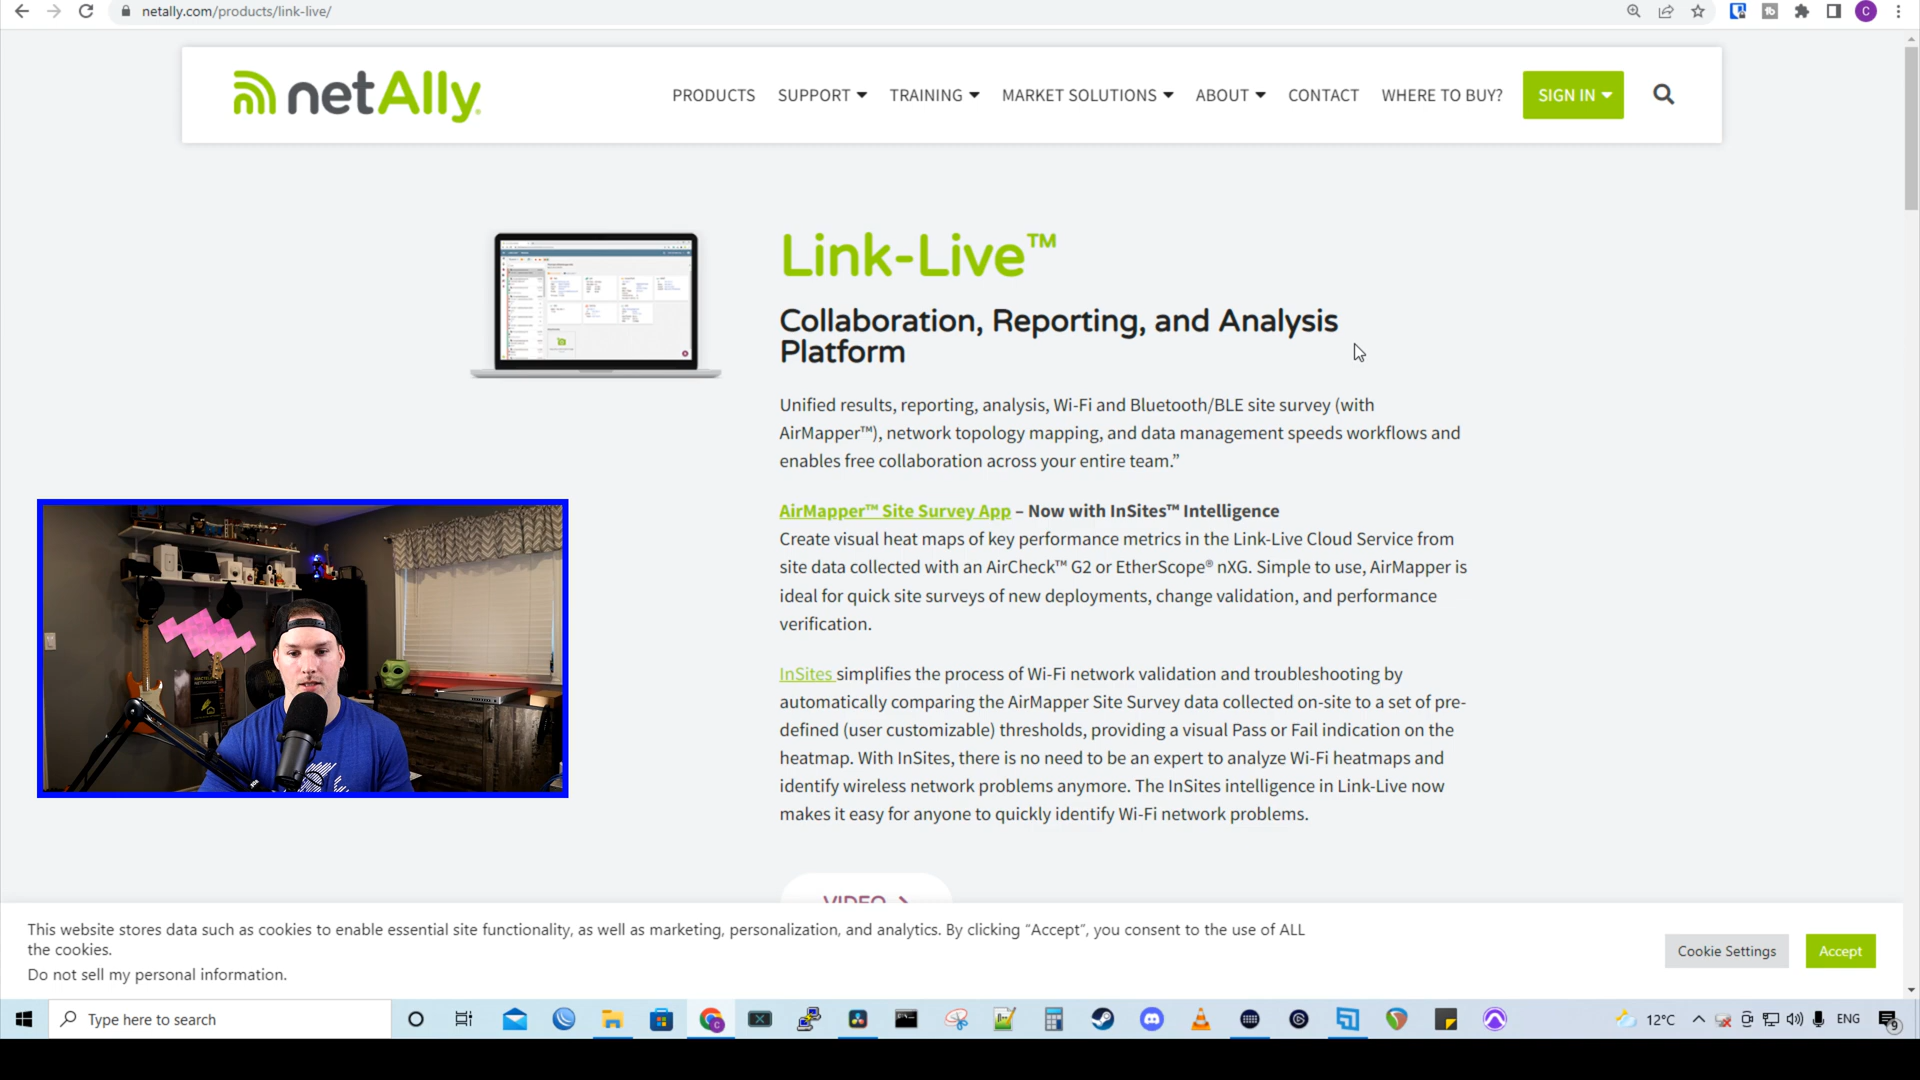 netally.com/products/link-live/
C
netAlly
PRODUCTS SUPPORT TRAINING MARKET SOLUTIONS ABOUT CONTACT WHERE TO BUY? SIGN IN
Link-Live™
Collaboration, Reporting, and Analysis
Platform
Unified results, reporting, analysis, Wi-Fi and Bluetooth/BLE site survey (with
AirMapper™), network topology mapping, and data management speeds workflows and
enables free collaboration across your entire team.”
AirMapper™ Site Survey App – Now with InSites™ Intelligence
Create visual heat maps of key performance metrics in the Link-Live Cloud Service from
site data collected with an AirCheck™ G2 or EtherScope® nXG. Simple to use, AirMapper is
ideal for quick site surveys of new deployments, change validation, and performance
verification.
InSites simplifies the process of Wi-Fi network validation and troubleshooting by
automatically comparing the AirMapper Site Survey data collected on-site to a set of pre-
defined (user customizable) thresholds, providing a visual Pass or Fail indication on the
heatmap. With InSites, there is no need to be an expert to analyze Wi-Fi heatmaps and
identify wireless network problems anymore. The InSites intelligence in Link-Live now
makes it easy for anyone to quickly identify Wi-Fi network problems.
VIDEO
This website stores data such as cookies to enable essential site functionality, as well as marketing, personalization, and analytics. By clicking “Accept”, you consent to the use of ALL
the cookies.
Do not sell my personal information.
Cookie Settings
Accept
Type here to search
12°C
ENG
9